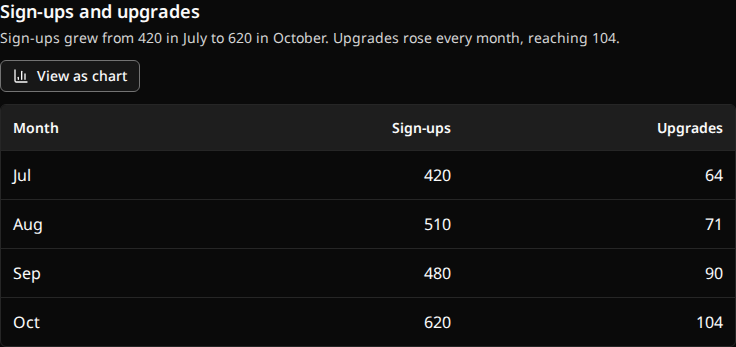 Sign-ups and upgrades
Sign-ups grew from 420 in July to 620 in October. Upgrades rose every month, reaching 104.
View as chart
Month Sign-ups Upgrades
Jul 420 64
Aug 510 71
Sep 480 90
Oct 620 104